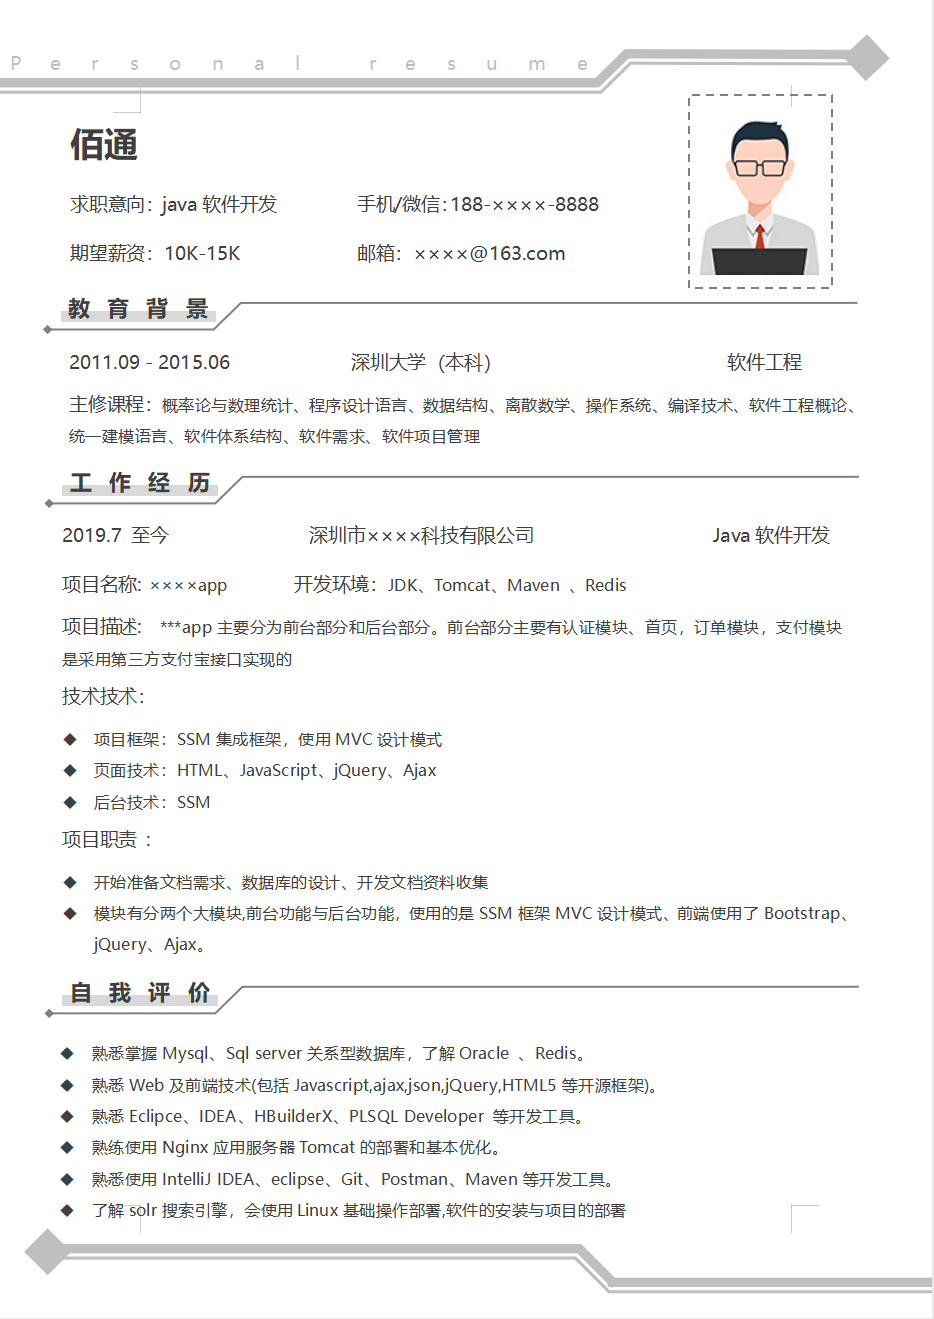 Personal resume
佰通
求职意向：java 软件开发 手机/微信：188-××××-8888
期望薪资：10K-15K 邮箱：××××@163.com
教育背景
2011.09 - 2015.06 深圳大学（本科） 软件工程
主修课程：概率论与数理统计、程序设计语言、数据结构、离散数学、操作系统、编译技术、软件工程概论、
统一建模语言、软件体系结构、软件需求、软件项目管理
工作经历
2019.7 至今 深圳市××××科技有限公司 Java 软件开发
项目名称: ××××app 开发环境：JDK、Tomcat、Maven 、Redis
项目描述: ***app 主要分为前台部分和后台部分。前台部分主要有认证模块、首页，订单模块，支付模块
是采用第三方支付宝接口实现的
技术技术：
◆ 项目框架：SSM 集成框架，使用 MVC 设计模式
◆ 页面技术：HTML、JavaScript、jQuery、Ajax
◆ 后台技术：SSM
项目职责 ：
◆ 开始准备文档需求、数据库的设计、开发文档资料收集
◆ 模块有分两个大模块,前台功能与后台功能，使用的是 SSM 框架 MVC 设计模式、前端使用了 Bootstrap、
jQuery、Ajax。
自我评价
◆ 熟悉掌握 Mysql、Sql server 关系型数据库，了解 Oracle 、Redis。
◆ 熟悉 Web 及前端技术(包括 Javascript,ajax,json,jQuery,HTML5 等开源框架)。
◆ 熟悉 Eclipce、IDEA、HBuilderX、PLSQL Developer 等开发工具。
◆ 熟练使用 Nginx 应用服务器 Tomcat 的部署和基本优化。
◆ 熟悉使用 IntelliJ IDEA、eclipse、Git、Postman、Maven 等开发工具。
◆ 了解 solr 搜索引擎，会使用 Linux 基础操作部署,软件的安装与项目的部署